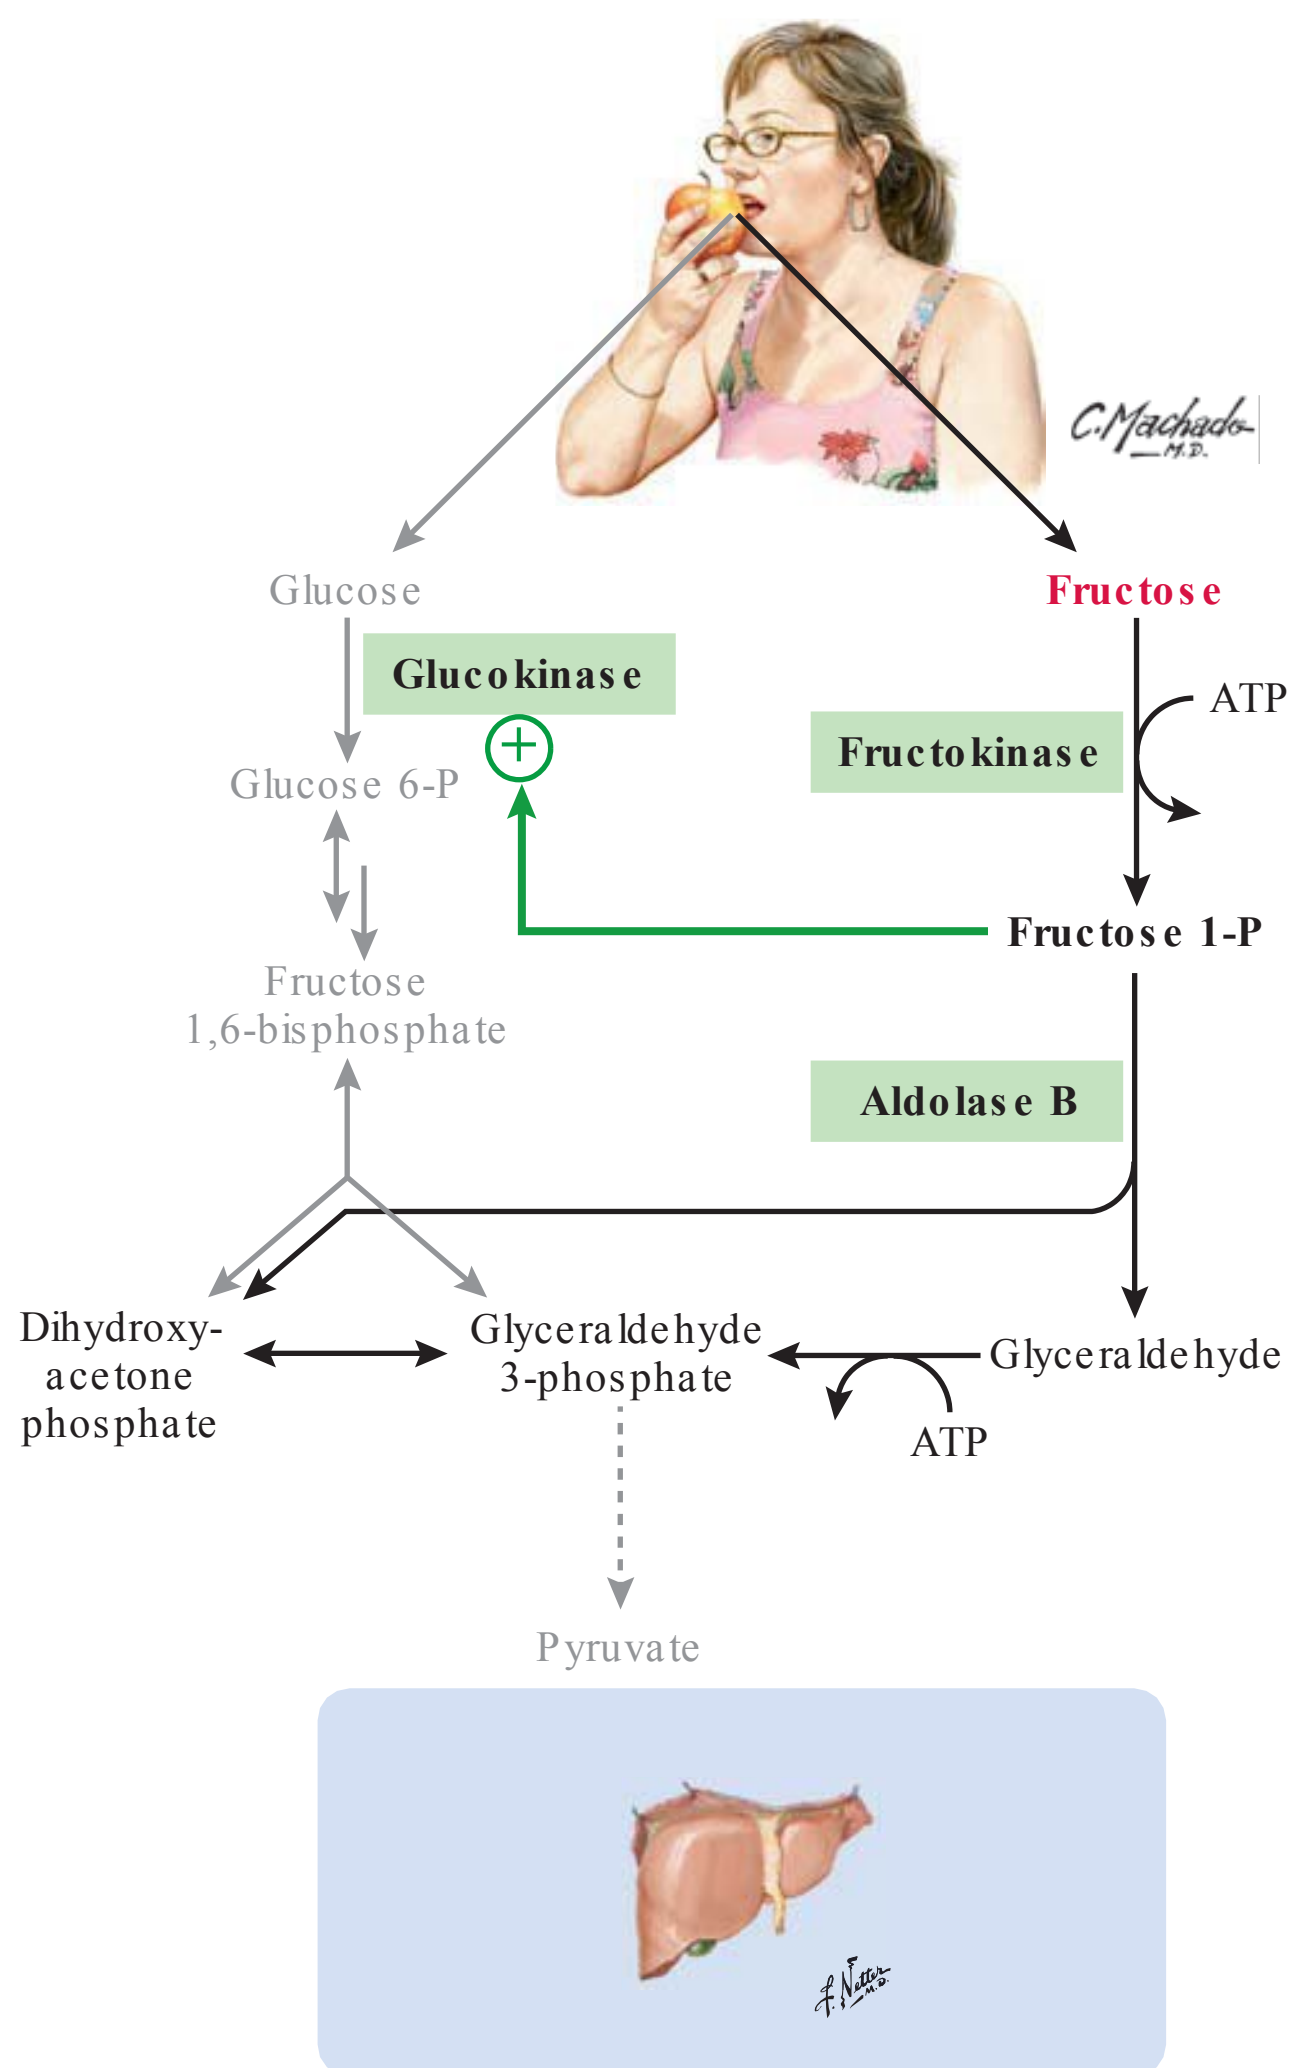 C.Machado
M.D.
Glucose
Fructose
Glucokinase
ATP
+
Fructokinase
Glucose 6-P
Fructose 1-P
Fructose
1,6-bisphosphate
Aldolase B
Dihydroxy-
acetone
phosphate
Glyceraldehyde
3-phosphate
Glyceraldehyde
ATP
Pyruvate
F. Netter
M.D.